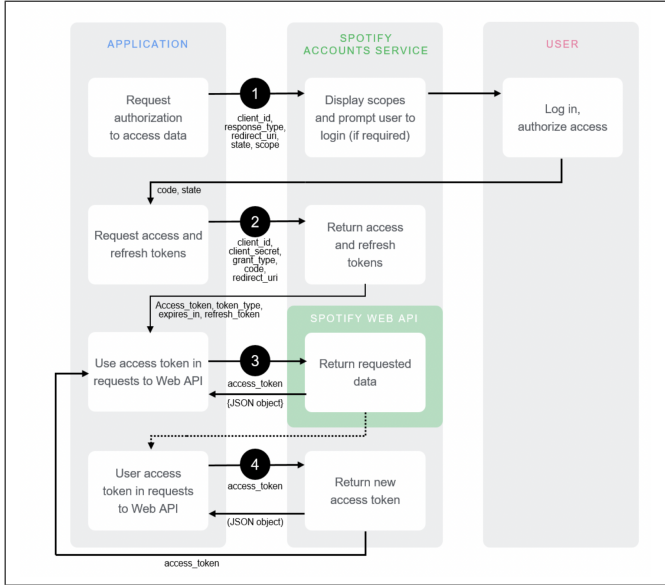 APPLICATION
SPOTIFY
ACCOUNTS SERVICE
USER
Request
authorization
to access data
1
client_id,
response_type,
redirect_uri,
state, scope
Display scopes
and prompt user to
login (if required)
Log in,
authorize access
code, state
Request access and
refresh tokens
2
client_id,
client_secret,
grant_type,
code,
redirect_uri
Return access
and refresh
tokens
Access_token, token_type,
expires_in, refresh_token
SPOTIFY WEB API
Use access token in
requests to Web API
3
access_token
{JSON object}
Return requested
data
User access
token in requests
to Web API
4
access_token
(JSON object)
Return new
access token
access_token